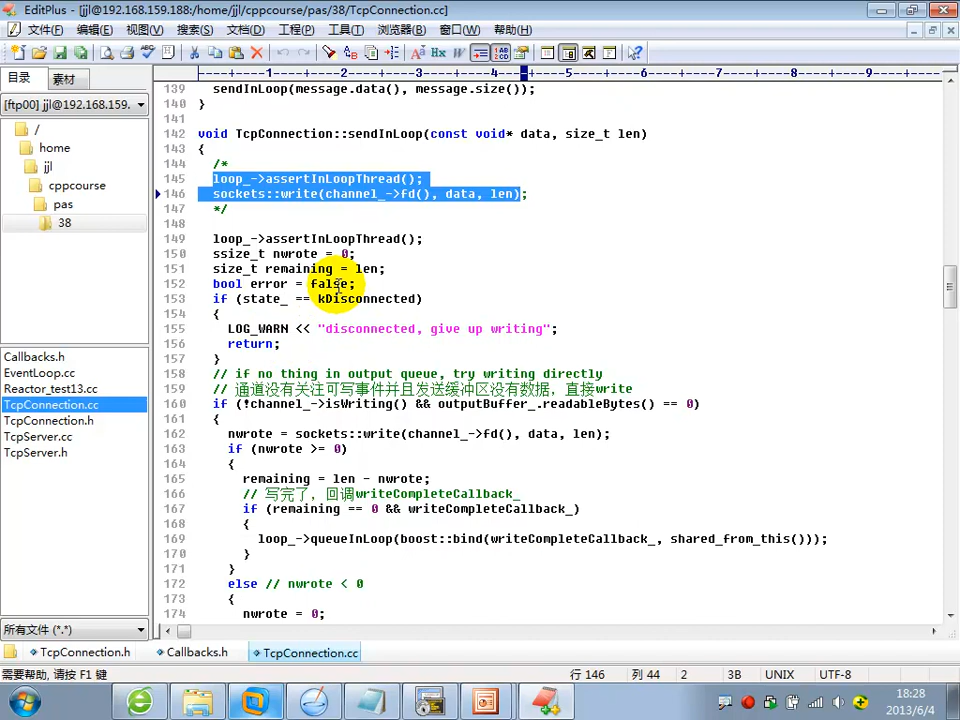 EditPlus - [jjl@192.168.159.188:/home/jjl/cppcourse/pas/38/TcpConnection.cc]
文件(F) 编辑(E) 视图(V) 搜索(S) 文档(D) 工程(P) 工具(T) 浏览器(B) 窗口(W) 帮助(H)
目录 素材
[ftp00] jjl@192.168.159.
/
home
jjl
cppcourse
pas
38
Callbacks.h
EventLoop.cc
Reactor_test13.cc
TcpConnection.cc
TcpConnection.h
TcpServer.cc
TcpServer.h
所有文件 (*.*)
----+----1----+----2----+----3----+----4----+----5----+----6----+----7----+----8----+----9----+---
139 sendInLoop(message.data(), message.size());
140 }
141
142 void TcpConnection::sendInLoop(const void* data, size_t len)
143 {
144 /*
145 loop_->assertInLoopThread();
146 sockets::write(channel_->fd(), data, len);
147 */
148
149 loop_->assertInLoopThread();
150 ssize_t nwrote = 0;
151 size_t remaining = len;
152 bool error = false;
153 if (state_ == kDisconnected)
154 {
155 LOG_WARN << "disconnected, give up writing";
156 return;
157 }
158 // if no thing in output queue, try writing directly
159 // 通道没有关注可写事件并且发送缓冲区没有数据，直接write
160 if (!channel_->isWriting() && outputBuffer_.readableBytes() == 0)
161 {
162 nwrote = sockets::write(channel_->fd(), data, len);
163 if (nwrote >= 0)
164 {
165 remaining = len - nwrote;
166 // 写完了，回调writeCompleteCallback_
167 if (remaining == 0 && writeCompleteCallback_)
168 {
169 loop_->queueInLoop(boost::bind(writeCompleteCallback_, shared_from_this()));
170 }
171 }
172 else // nwrote < 0
173 {
174 nwrote = 0;
TcpConnection.h Callbacks.h TcpConnection.cc
需要帮助, 请按 F1 键 行 146 列 44 2 3B UNIX UTF-8
18:28
2013/6/4